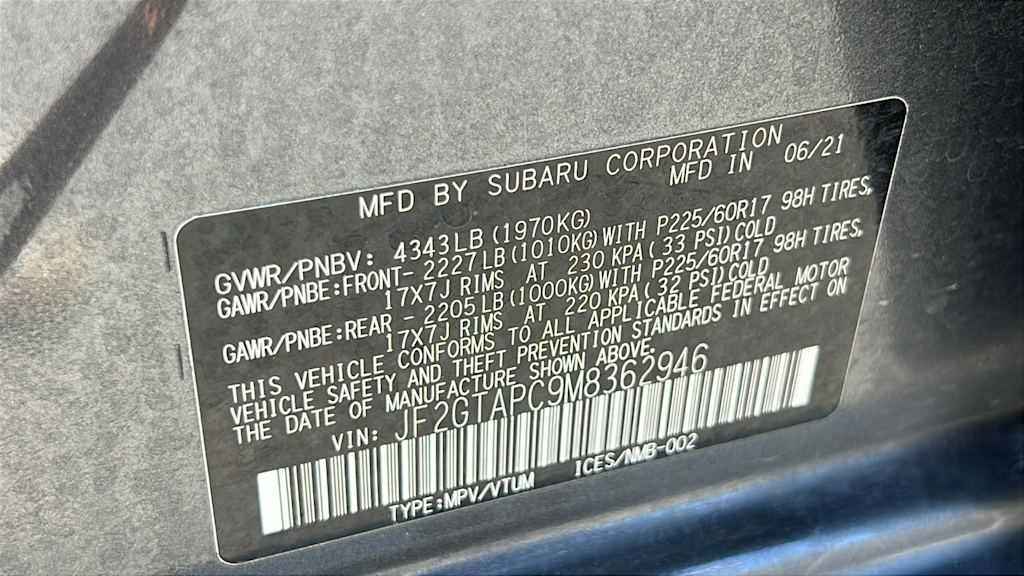 MFD BY SUBARU CORPORATION
MFD IN 06/21
GVWR/PNBV: 4343LB (1970KG)
GAWR/PNBE:FRONT- 2227LB (1010KG) WITH P225/60R17 98H TIRES,
17X7J RIMS AT 230 KPA (33 PSI) COLD
GAWR/PNBE:REAR - 2205LB (1000KG) WITH P225/60R17 98H TIRES,
17X7J RIMS AT 220 KPA (32 PSI) COLD
THIS VEHICLE CONFORMS TO ALL APPLICABLE FEDERAL MOTOR
VEHICLE SAFETY AND THEFT PREVENTION STANDARDS IN EFFECT ON
THE DATE OF MANUFACTURE SHOWN ABOVE
VIN: JF2GTAPC9M8362946
TYPE:MPV/VTUM ICES/NMB-002